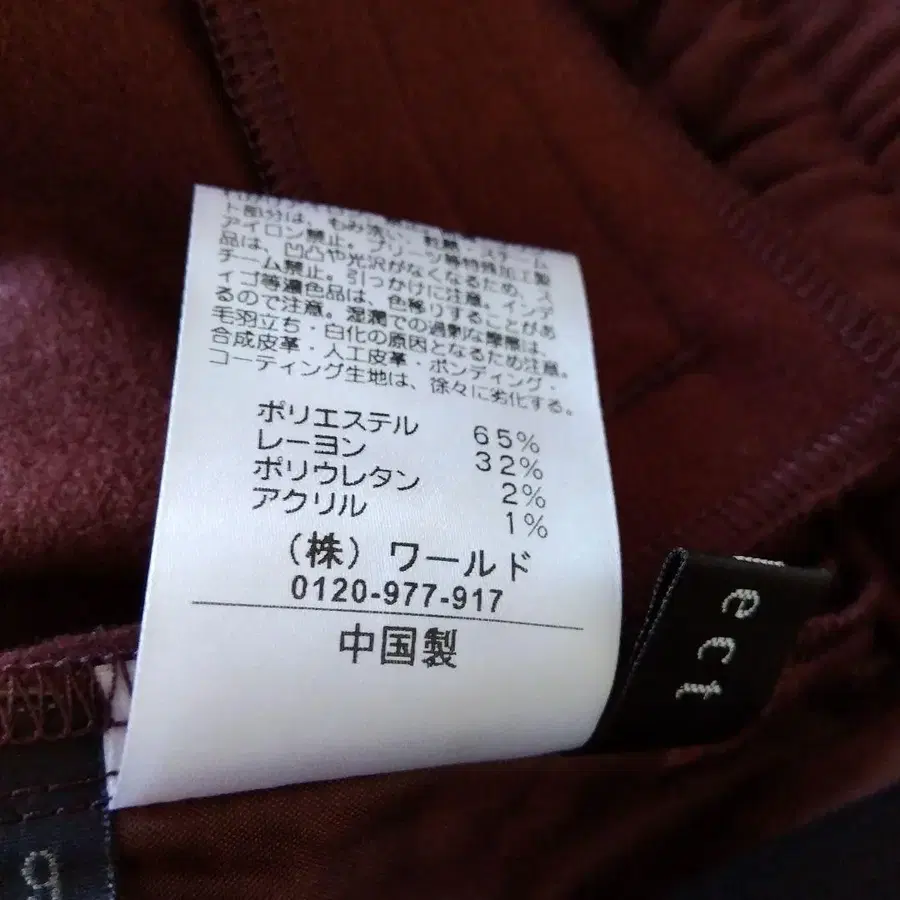 ト部分は、もみ洗い、乾燥・スチーム
アイロン禁止。プリーツ等特殊加工製
品は、凹凸や光沢がなくなるため、ス
チーム禁止。引っかけに注意。インデ
ィゴ等濃色品は、色移りすることがあ
るので注意。湿潤での過剰な摩擦は、
毛羽立ち・白化の原因となるため注意。
合成皮革・人工皮革・ボンディング・
コーティング生地は、徐々に劣化する。
ポリエステル 65%
レーヨン 32%
ポリウレタン 2%
アクリル 1%
(株) ワールド
0120-977-917
中国製
ect
9